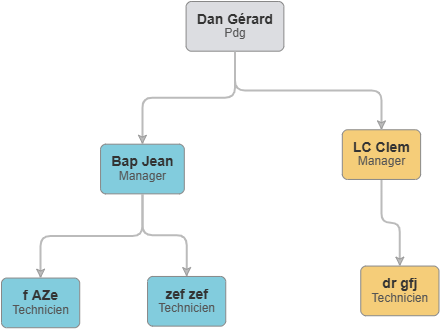 Dan Gérard
Pdg
Bap Jean
Manager
LC Clem
Manager
f AZe
Technicien
zef zef
Technicien
dr gfj
Technicien